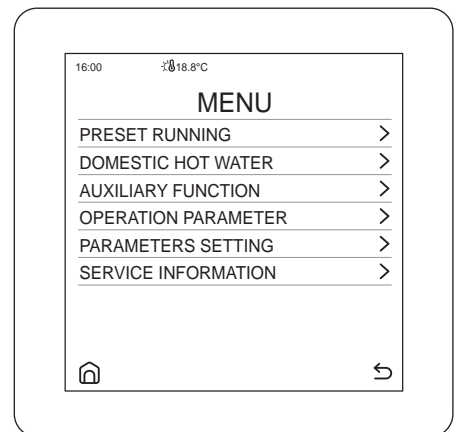 16:00 18.8°C
MENU
PRESET RUNNING
DOMESTIC HOT WATER
AUXILIARY FUNCTION
OPERATION PARAMETER
PARAMETERS SETTING
SERVICE INFORMATION